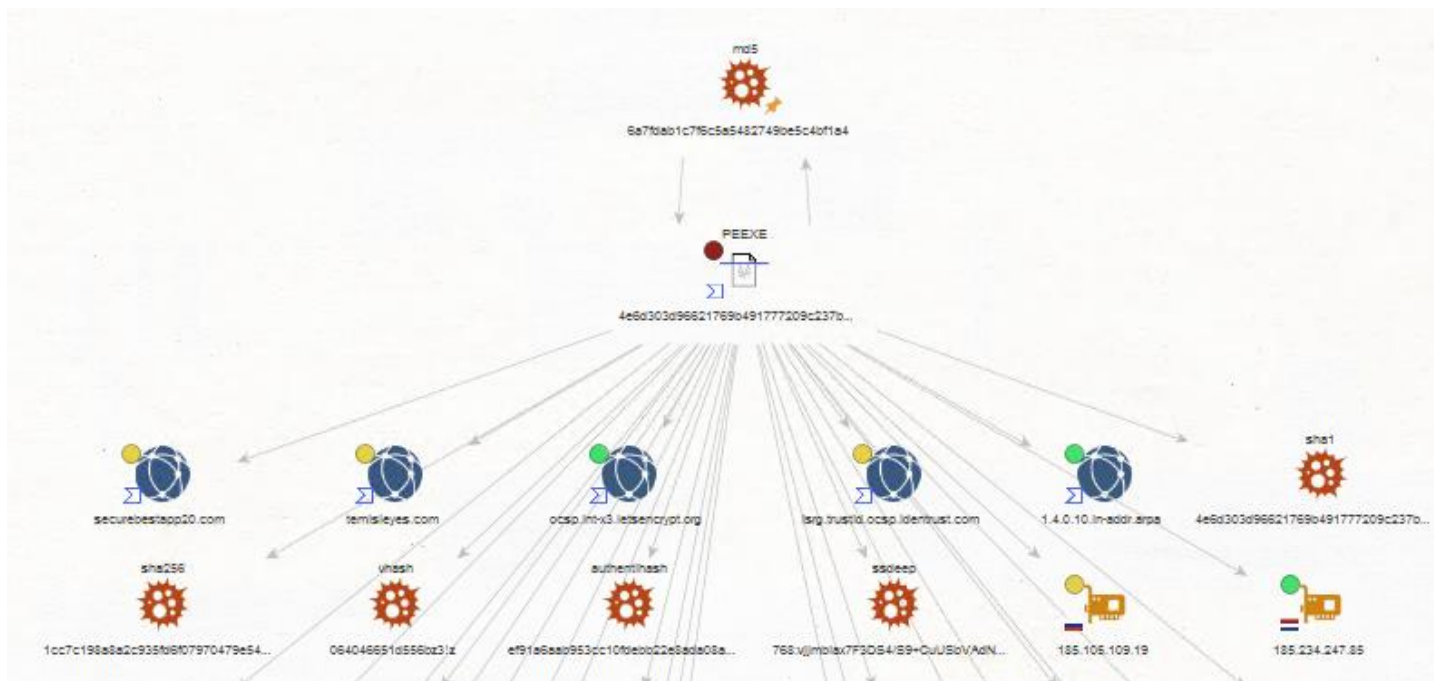 md5
6a7fdab1c7f6c5a5482749be5c4bf1a4
PEEXE
4e6d303d96621769b491777209c237b...
securebestapp20.com
temisleyes.com
ocsp.int-x3.letsencrypt.org
isrg.trustid.ocsp.identrust.com
1.4.0.10.in-addr.arpa
sha1
4e6d303d96621769b491777209c237b...
sha256
vhash
authentihash
ssdeep
1cc7c198a8a2c935fd6f07970479e54...
064046651d556bz3!z
ef91a6aab953cc10fdebb22e8ada08a...
768:vjjmblax7F3DS4/S9+CuUSbVAdN...
185.105.109.19
185.234.247.85